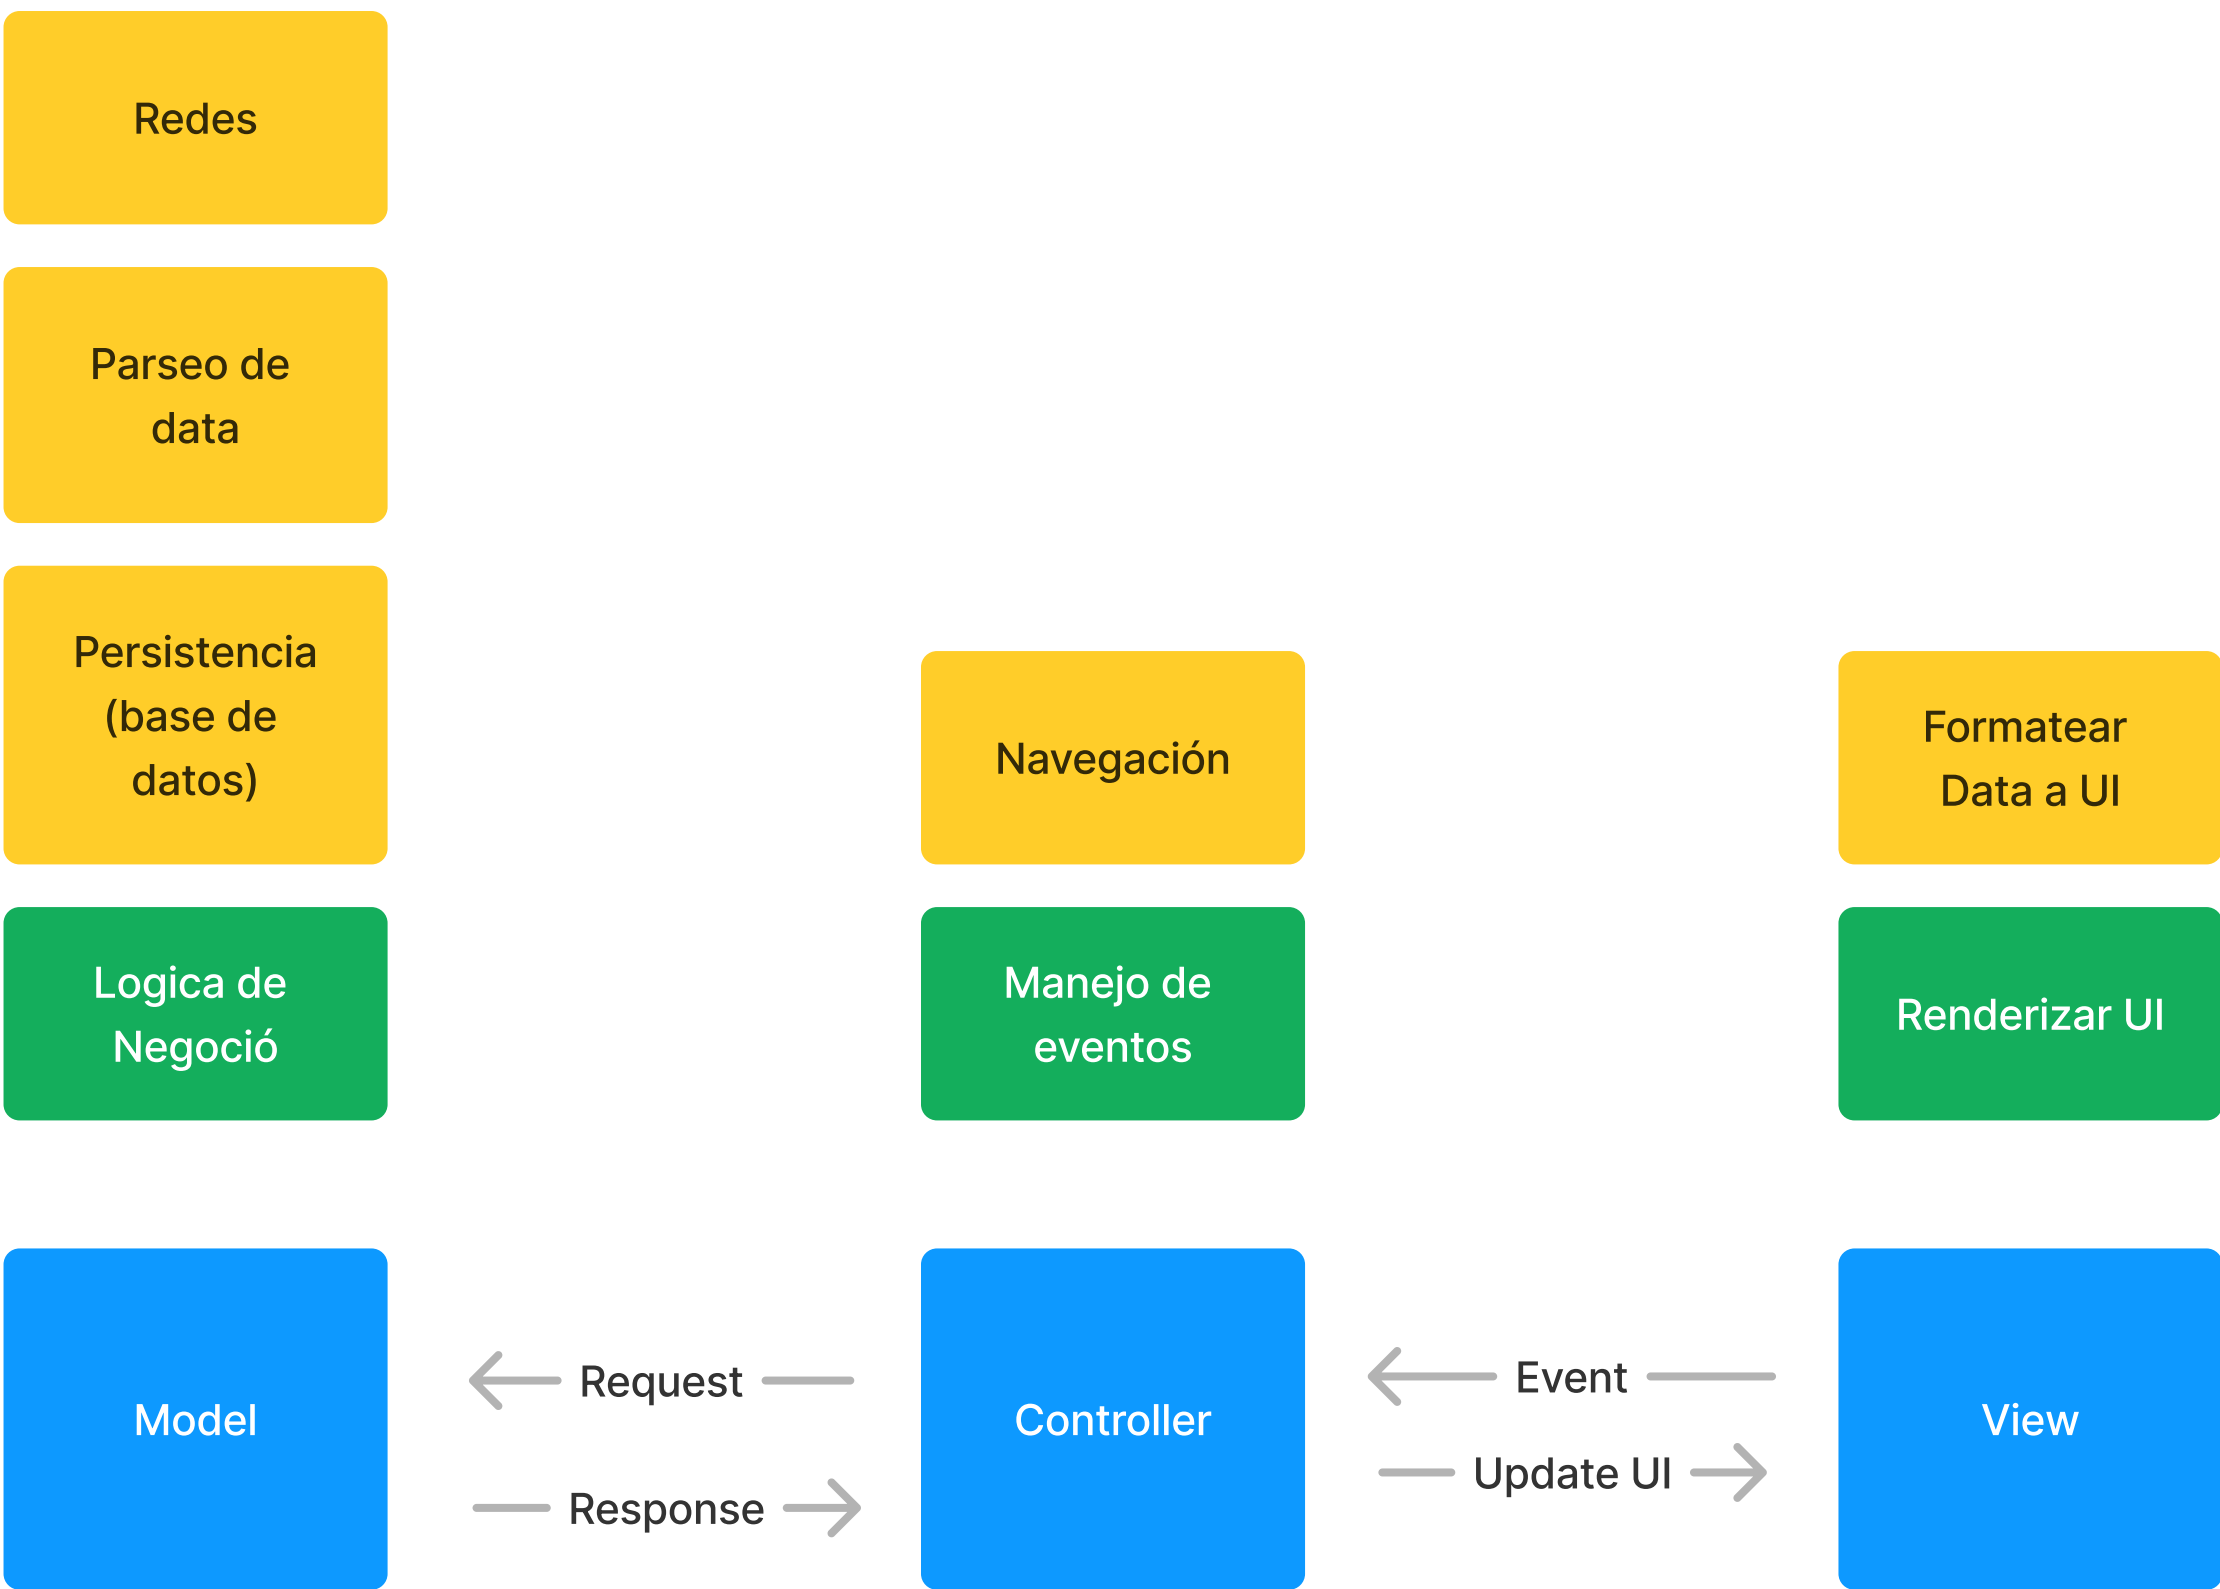 Redes
Parseo de
data
Persistencia
(base de
datos)
Navegación
Formatear
Data a UI
Logica de
Negoció
Manejo de
eventos
Renderizar UI
Model
Request
Response
Controller
Event
Update UI
View